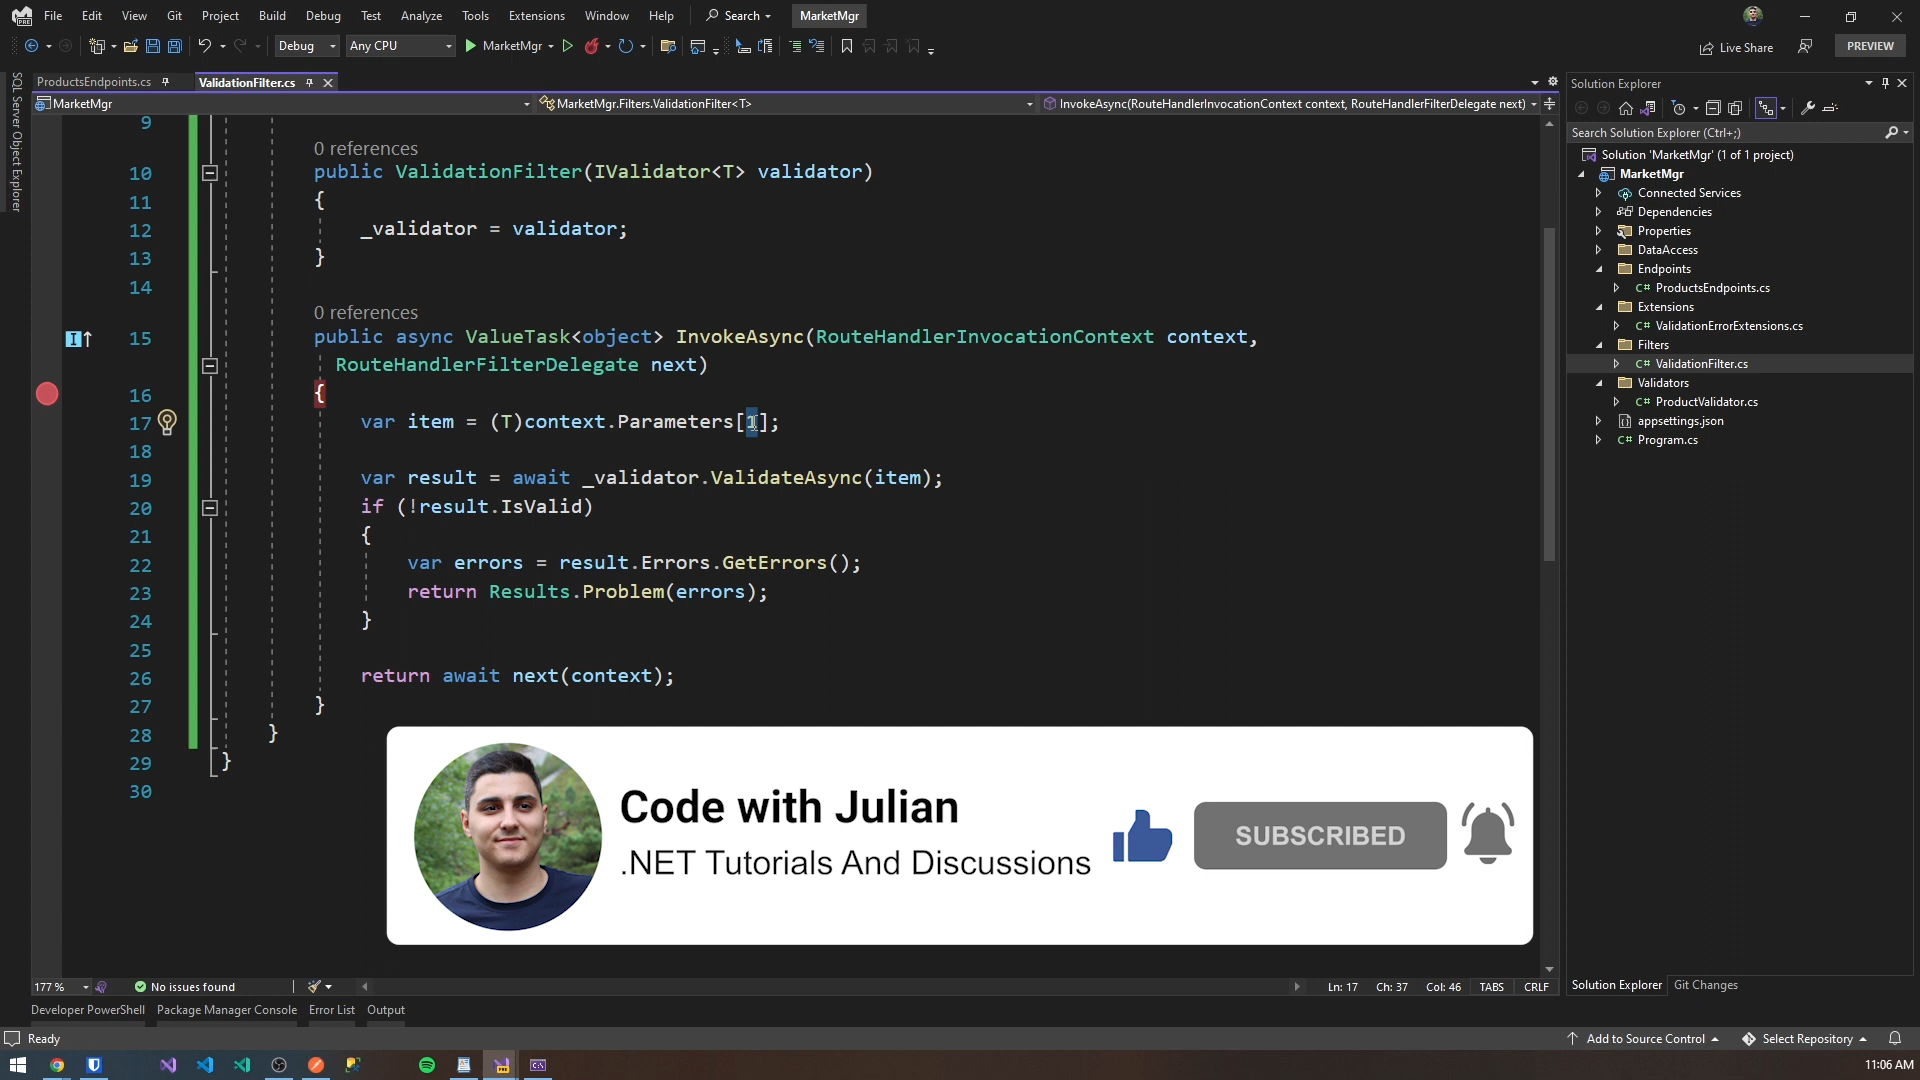 File Edit View Git Project Build Debug Test Analyze Tools Extensions Window Help Search MarketMgr
Debug Any CPU MarketMgr Live Share PREVIEW
SQL Server Object Explorer
ProductsEndpoints.cs ValidationFilter.cs
MarketMgr MarketMgr.Filters.ValidationFilter<T> InvokeAsync(RouteHandlerInvocationContext context, RouteHandlerFilterDelegate next)
9
0 references
10 public ValidationFilter(IValidator<T> validator)
11 {
12 _validator = validator;
13 }
14
0 references
15 public async ValueTask<object> InvokeAsync(RouteHandlerInvocationContext context,
RouteHandlerFilterDelegate next)
16 {
17 var item = (T)context.Parameters[1];
18
19 var result = await _validator.ValidateAsync(item);
20 if (!result.IsValid)
21 {
22 var errors = result.Errors.GetErrors();
23 return Results.Problem(errors);
24 }
25
26 return await next(context);
27 }
28 }
29 }
30
Code with Julian
.NET Tutorials And Discussions
SUBSCRIBED
Solution Explorer
Search Solution Explorer (Ctrl+;)
Solution 'MarketMgr' (1 of 1 project)
MarketMgr
Connected Services
Dependencies
Properties
DataAccess
Endpoints
C# ProductsEndpoints.cs
Extensions
C# ValidationErrorExtensions.cs
Filters
C# ValidationFilter.cs
Validators
C# ProductValidator.cs
appsettings.json
C# Program.cs
177 % No issues found Ln: 17 Ch: 37 Col: 46 TABS CRLF
Solution Explorer Git Changes
Developer PowerShell Package Manager Console Error List Output
Ready Add to Source Control Select Repository
11:06 AM